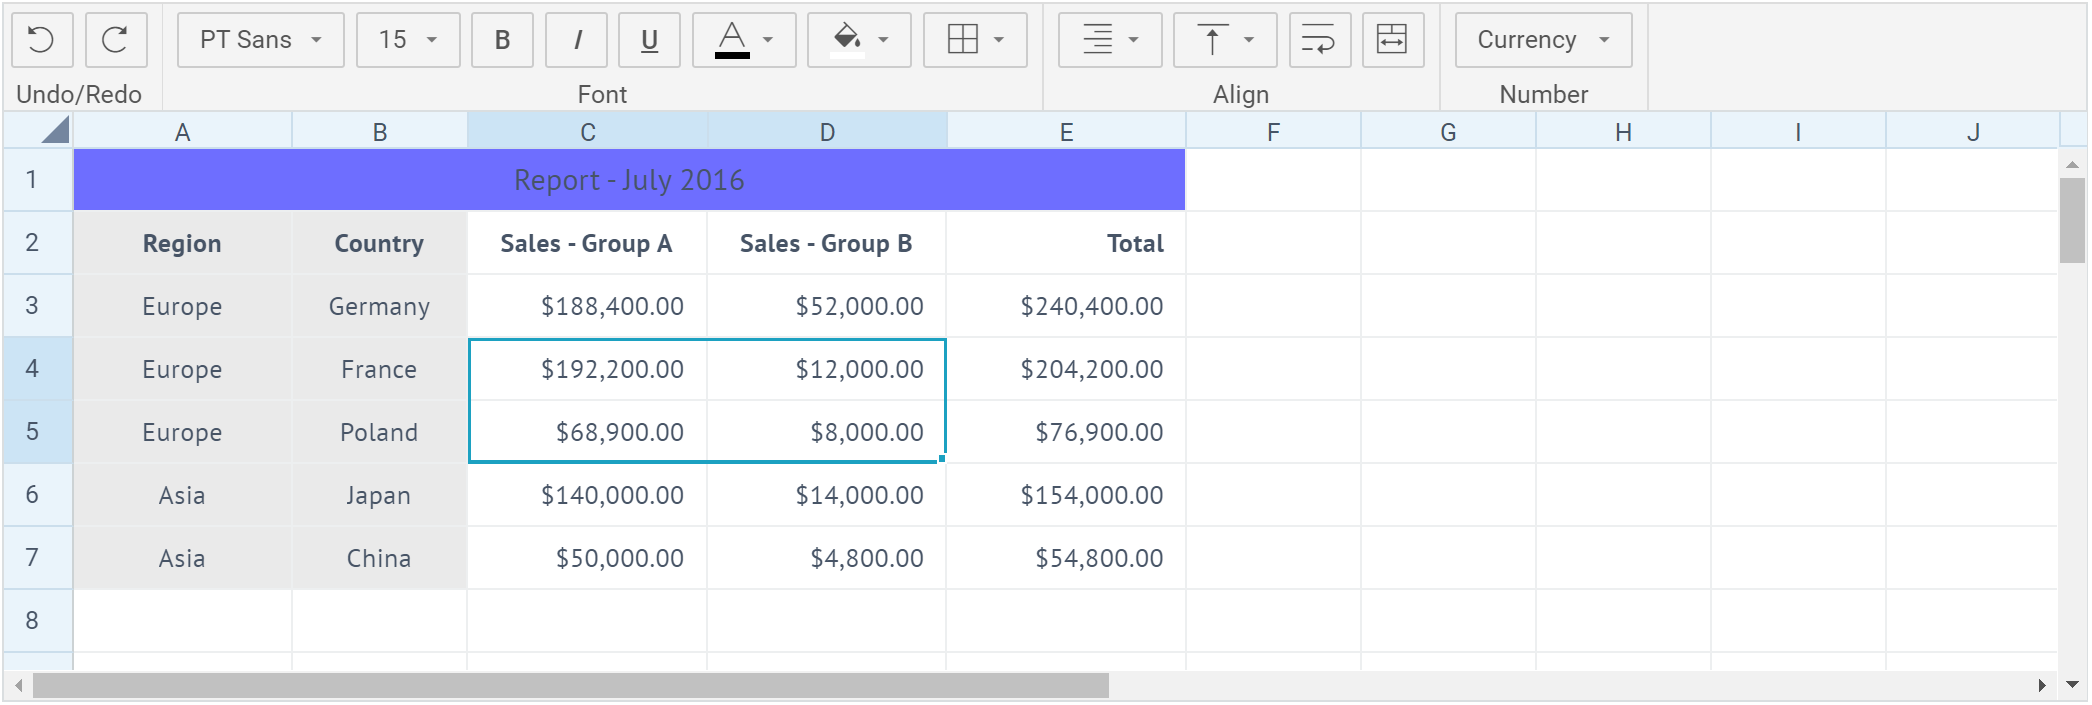 PT Sans 15 B I U Currency
Undo/Redo Font Align Number
A B C D E F G H I J
1 Report - July 2016
2 Region Country Sales - Group A Sales - Group B Total
3 Europe Germany $188,400.00 $52,000.00 $240,400.00
4 Europe France $192,200.00 $12,000.00 $204,200.00
5 Europe Poland $68,900.00 $8,000.00 $76,900.00
6 Asia Japan $140,000.00 $14,000.00 $154,000.00
7 Asia China $50,000.00 $4,800.00 $54,800.00
8